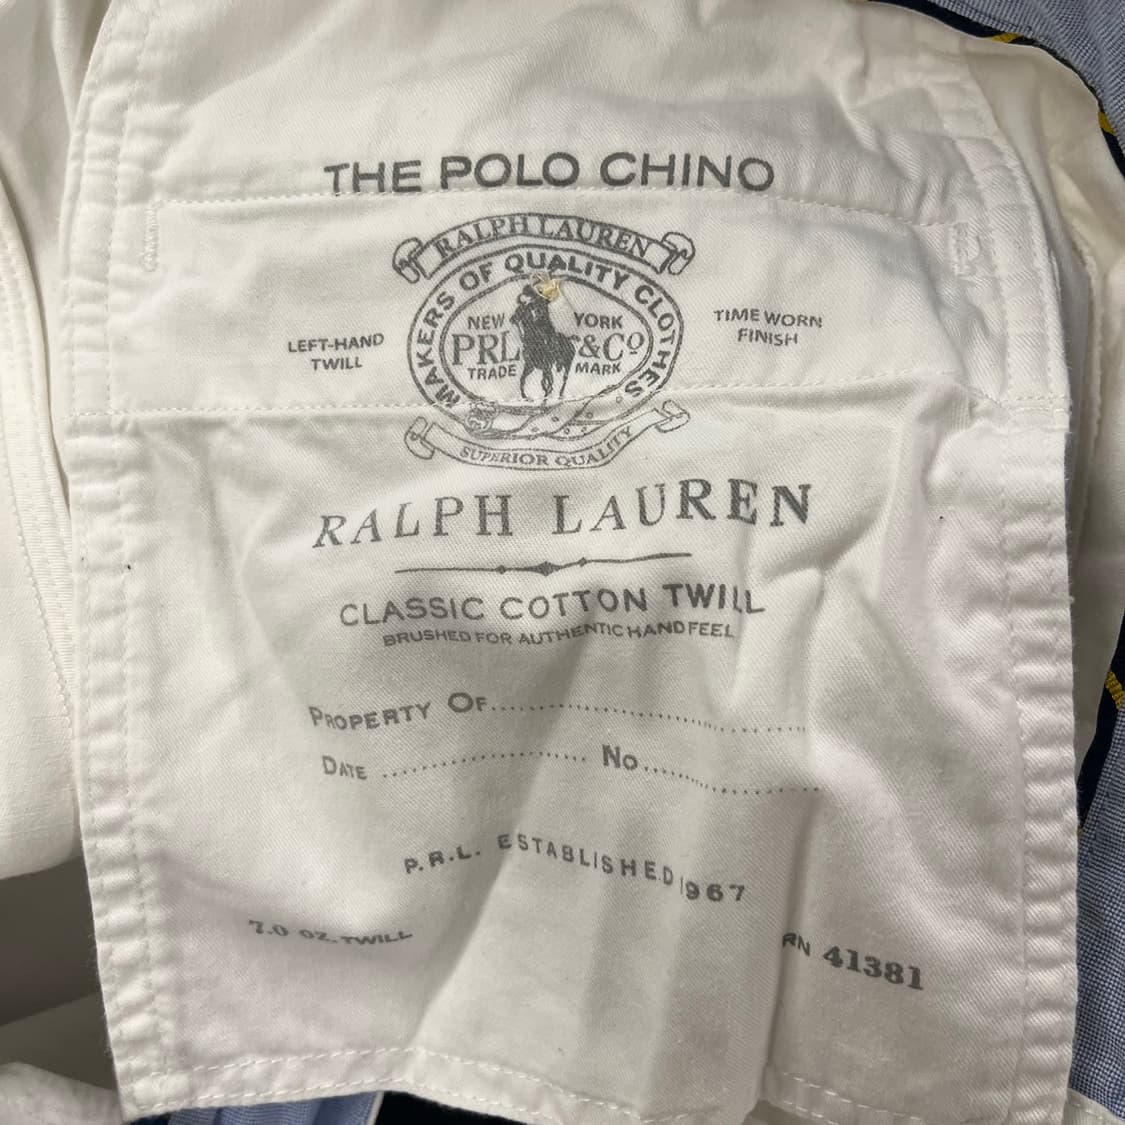 THE POLO CHINO
RALPH LAUREN
MAKERS OF QUALITY CLOTHES
LEFT-HAND
TWILL
NEW YORK
PRL &Cº
TRADE MARK
TIME WORN
FINISH
SUPERIOR QUALITY
RALPH LAUREN
CLASSIC COTTON TWILL
BRUSHED FOR AUTHENTIC HAND FEEL
PROPERTY OF..............................
DATE .................... No..................
P.R.L. ESTABLISHED 1967
7.0 OZ. TWILL
RN 41381